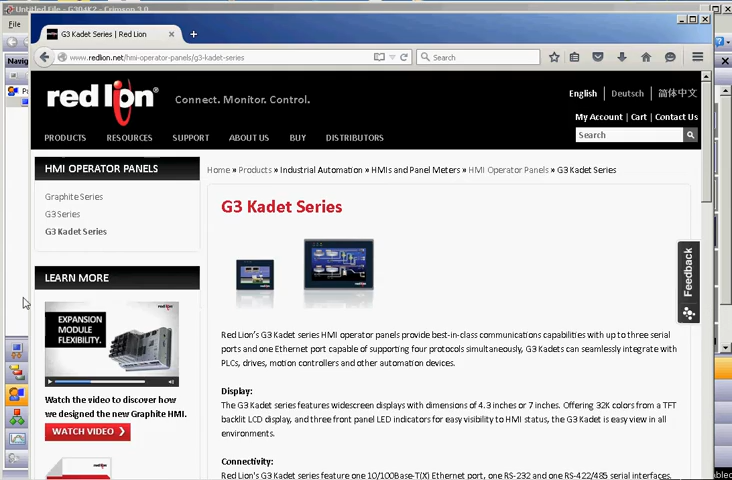 Untitled File - G304K2 - Crimson 3.0
File
Navig
G3 Kadet Series | Red Lion
www.redlion.net/hmi-operator-panels/g3-kadet-series
Search
red lion®
Connect. Monitor. Control.
English | Deutsch | 简体中文
My Account | Cart | Contact Us
Search
PRODUCTS RESOURCES SUPPORT ABOUT US BUY DISTRIBUTORS
HMI OPERATOR PANELS
Graphite Series
G3 Series
G3 Kadet Series
Home » Products » Industrial Automation » HMIs and Panel Meters » HMI Operator Panels » G3 Kadet Series
G3 Kadet Series
LEARN MORE
redlion
EXPANSION
MODULE
FLEXIBILITY.
Watch the video to discover how
we designed the new Graphite HMI.
WATCH VIDEO ❯
redlion
Red Lion's G3 Kadet series HMI operator panels provide best-in-class communications capabilities with up to three serial
ports and one Ethernet port capable of supporting four protocols simultaneously, G3 Kadets can seamlessly integrate with
PLCs, drives, motion controllers and other automation devices.
Display:
The G3 Kadet series features widescreen displays with dimensions of 4.3 inches or 7 inches. Offering 32K colors from a TFT
backlit LCD display, and three front panel LED indicators for easy visibility to HMI status, the G3 Kadet is easy view in all
environments.
Connectivity:
Red Lion's G3 Kadet series feature one 10/100Base-T(X) Ethernet port, one RS-232 and one RS-422/485 serial interfaces.
Feedback